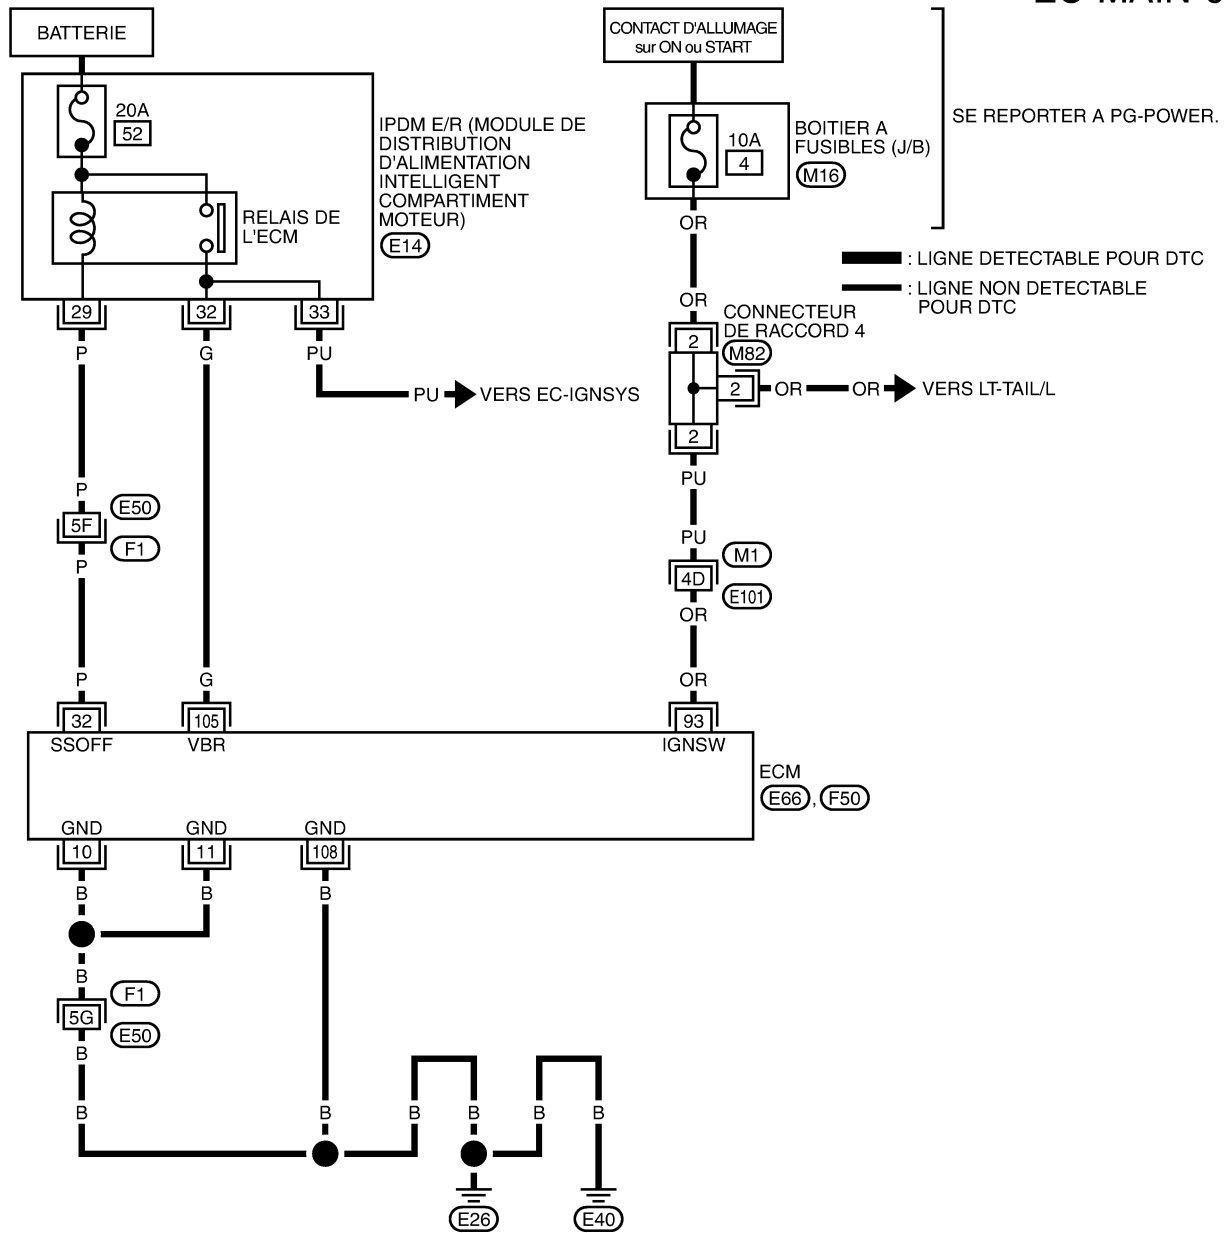 BATTERIE
20A
52
IPDM E/R (MODULE DE
DISTRIBUTION
D'ALIMENTATION
INTELLIGENT
COMPARTIMENT
MOTEUR)
E14
RELAIS DE
L'ECM
29
32
33
P
G
PU
PU
VERS EC-IGNSYS
CONTACT D'ALLUMAGE
sur ON ou START
10A
4
BOITIER A
FUSIBLES (J/B)
M16
SE REPORTER A PG-POWER.
: LIGNE DETECTABLE POUR DTC
: LIGNE NON DETECTABLE
POUR DTC
OR
OR
CONNECTEUR
DE RACCORD 4
M82
2
2
OR
OR
VERS LT-TAIL/L
2
PU
PU
P
E50
5F
F1
P
M1
4D
E101
OR
P
G
OR
32
105
93
SSOFF
VBR
IGNSW
ECM
E66
,
F50
GND
GND
GND
10
11
108
B
B
B
B
F1
5G
E50
B
B
B
B
B
B
B
E26
E40